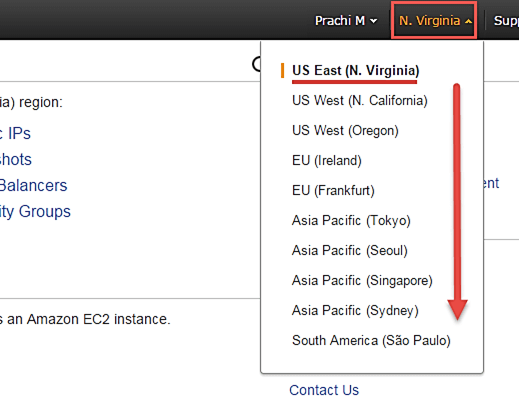 Prachi M N. Virginia Supp
US East (N. Virginia)
US West (N. California)
US West (Oregon)
EU (Ireland)
EU (Frankfurt)
Asia Pacific (Tokyo)
Asia Pacific (Seoul)
Asia Pacific (Singapore)
Asia Pacific (Sydney)
South America (São Paulo)
ia) region:
c IPs
shots
Balancers
ity Groups
ent
s an Amazon EC2 instance.
Contact Us